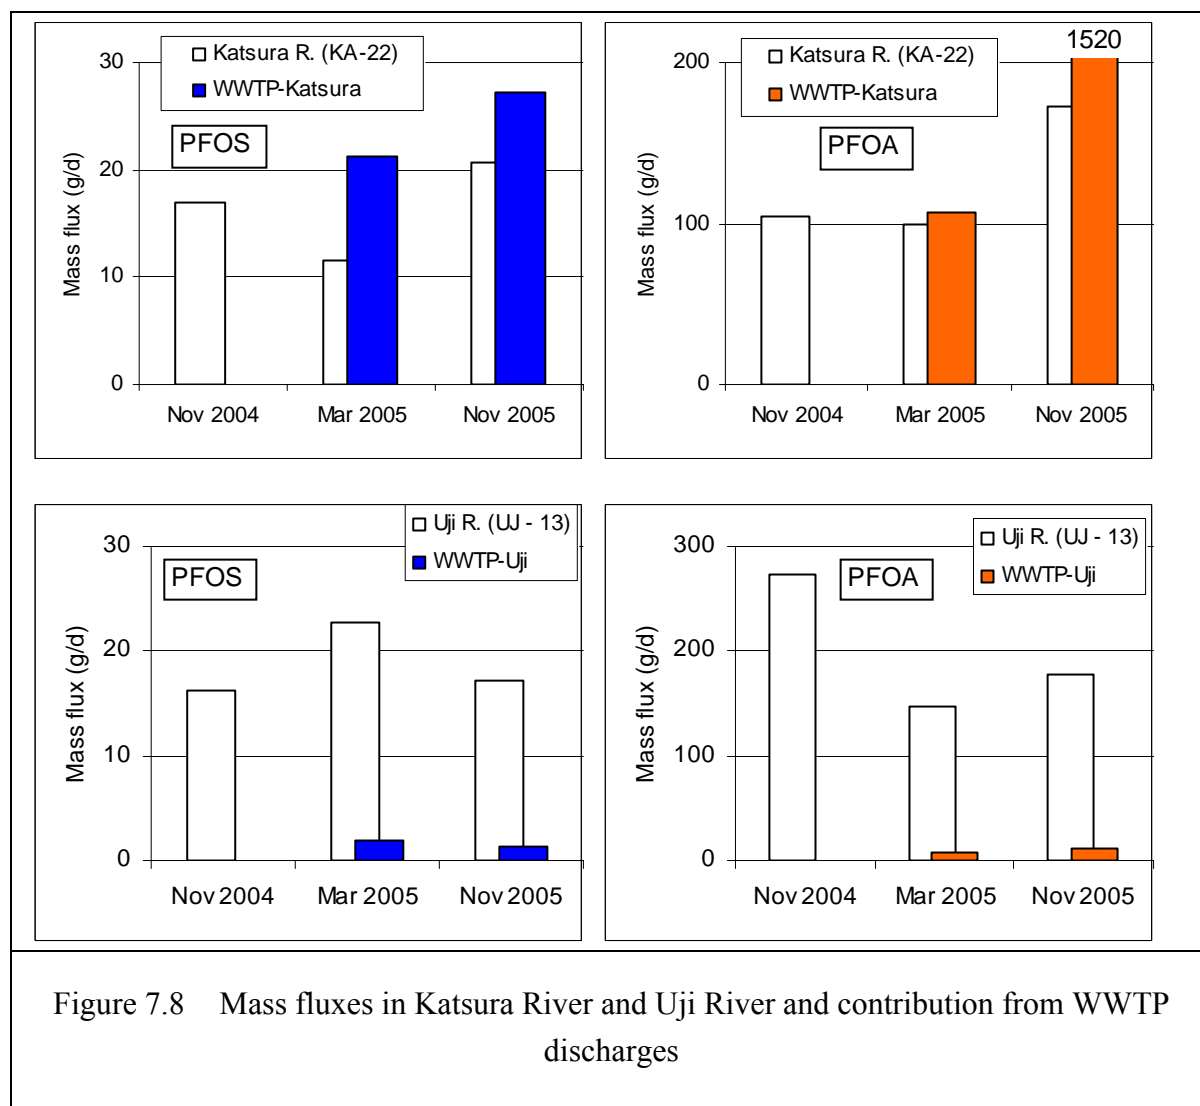 Katsura R. (KA-22)
WWTP-Katsura
PFOS
Mass flux (g/d)
30
20
10
0
Nov 2004 Mar 2005 Nov 2005
1520
Katsura R. (KA-22)
WWTP-Katsura
PFOA
Mass flux (g/d)
200
100
0
Nov 2004 Mar 2005 Nov 2005
Uji R. (UJ - 13)
WWTP-Uji
PFOS
Mass flux (g/d)
30
20
10
0
Nov 2004 Mar 2005 Nov 2005
Uji R. (UJ - 13)
WWTP-Uji
PFOA
Mass flux (g/d)
300
200
100
0
Nov 2004 Mar 2005 Nov 2005
Figure 7.8 Mass fluxes in Katsura River and Uji River and contribution from WWTP
discharges